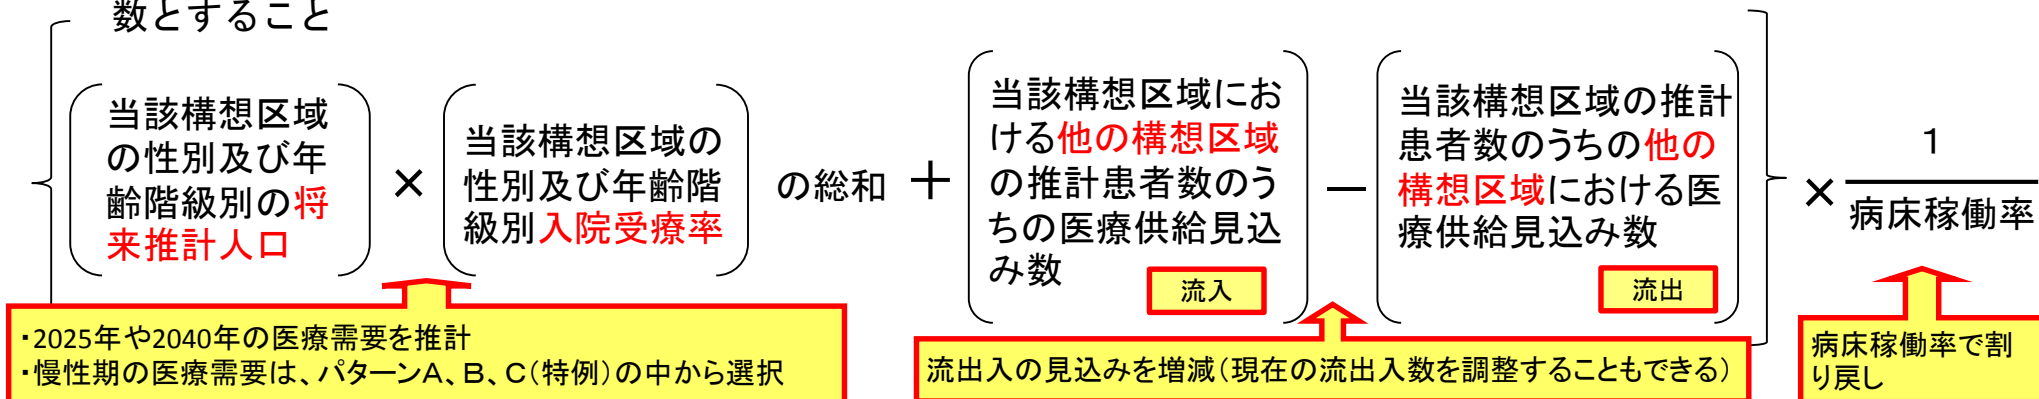 数とすること
当該構想区域
の性別及び年
齢階級別の将
来推計人口
×
当該構想区域の
性別及び年齢階
級別入院受療率
の総和
＋
当該構想区域にお
ける他の構想区域
の推計患者数のう
ちの医療供給見込
み数
流入
－
当該構想区域の推計
患者数のうちの他の
構想区域における医
療供給見込み数
流出
×
1
病床稼働率
・2025年や2040年の医療需要を推計
・慢性期の医療需要は、パターンA、B、C（特例）の中から選択
流出入の見込みを増減（現在の流出入数を調整することもできる）
病床稼働率で割
り戻し